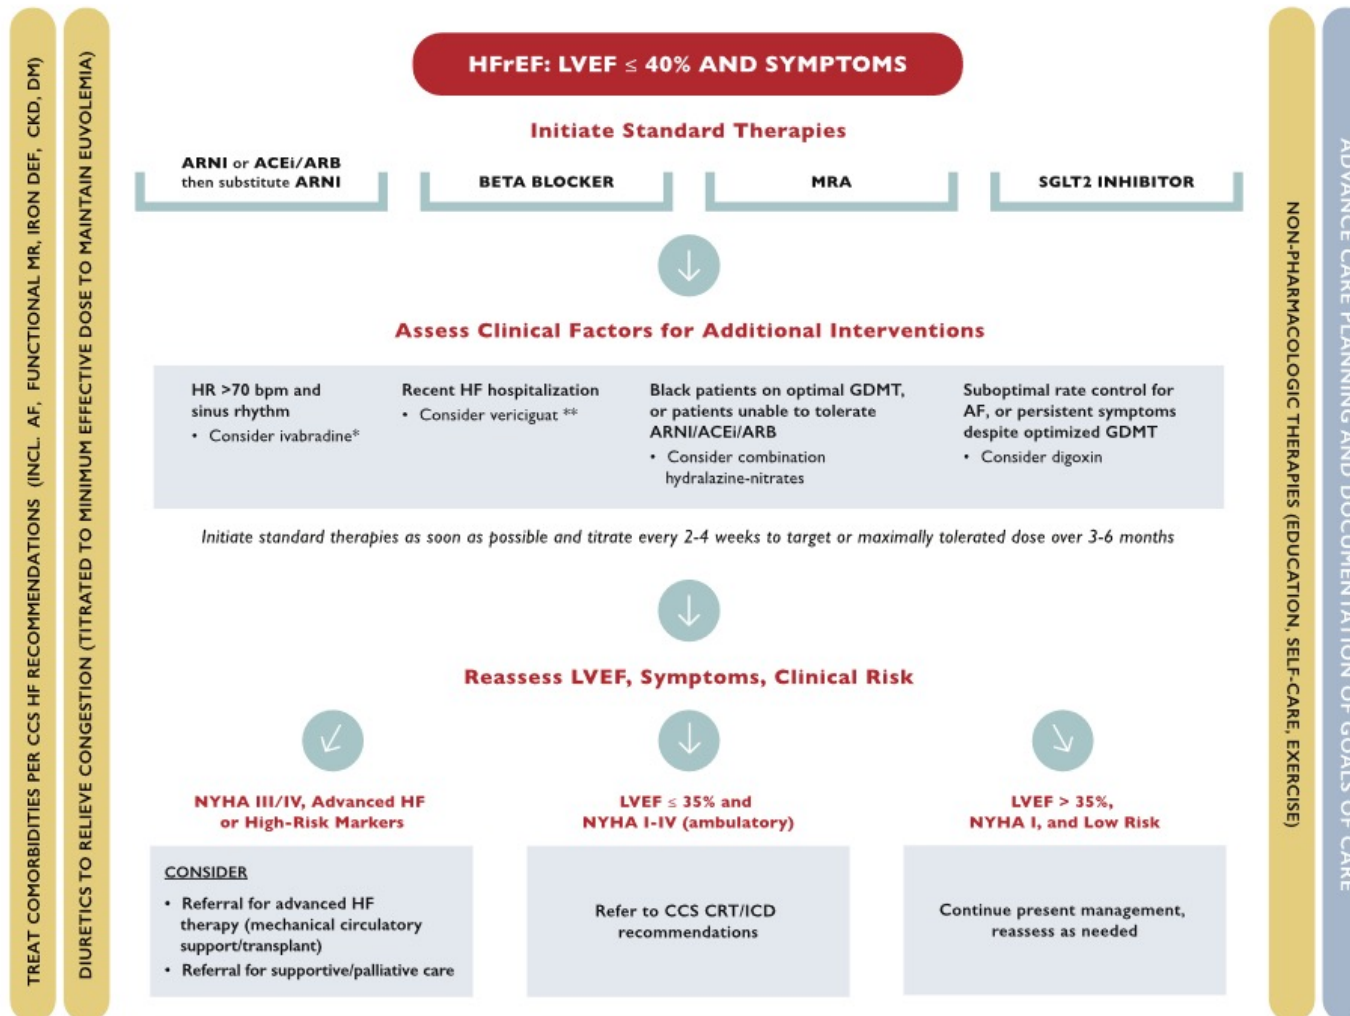 TREAT COMORBIDITIES PER CCS HF RECOMMENDATIONS (INCL. AF, FUNCTIONAL MR, IRON DEF, CKD, DM)
DIURETICS TO RELIEVE CONGESTION (TITRATED TO MINIMUM EFFECTIVE DOSE TO MAINTAIN EUVOLEMIA)
HFrEF: LVEF ≤ 40% AND SYMPTOMS
Initiate Standard Therapies
ARNI or ACEi/ARB
then substitute ARNI
BETA BLOCKER
MRA
SGLT2 INHIBITOR
Assess Clinical Factors for Additional Interventions
HR >70 bpm and
sinus rhythm
• Consider ivabradine*
Recent HF hospitalization
• Consider vericiguat **
Black patients on optimal GDMT,
or patients unable to tolerate
ARNI/ACEi/ARB
• Consider combination
hydralazine-nitrates
Suboptimal rate control for
AF, or persistent symptoms
despite optimized GDMT
• Consider digoxin
Initiate standard therapies as soon as possible and titrate every 2-4 weeks to target or maximally tolerated dose over 3-6 months
Reassess LVEF, Symptoms, Clinical Risk
NYHA III/IV, Advanced HF
or High-Risk Markers
CONSIDER
• Referral for advanced HF
therapy (mechanical circulatory
support/transplant)
• Referral for supportive/palliative care
LVEF ≤ 35% and
NYHA I-IV (ambulatory)
Refer to CCS CRT/ICD
recommendations
LVEF > 35%,
NYHA I, and Low Risk
Continue present management,
reassess as needed
NON-PHARMACOLOGIC THERAPIES (EDUCATION, SELF-CARE, EXERCISE)
ADVANCE CARE PLANNING AND DOCUMENTATION OF GOALS OF CARE